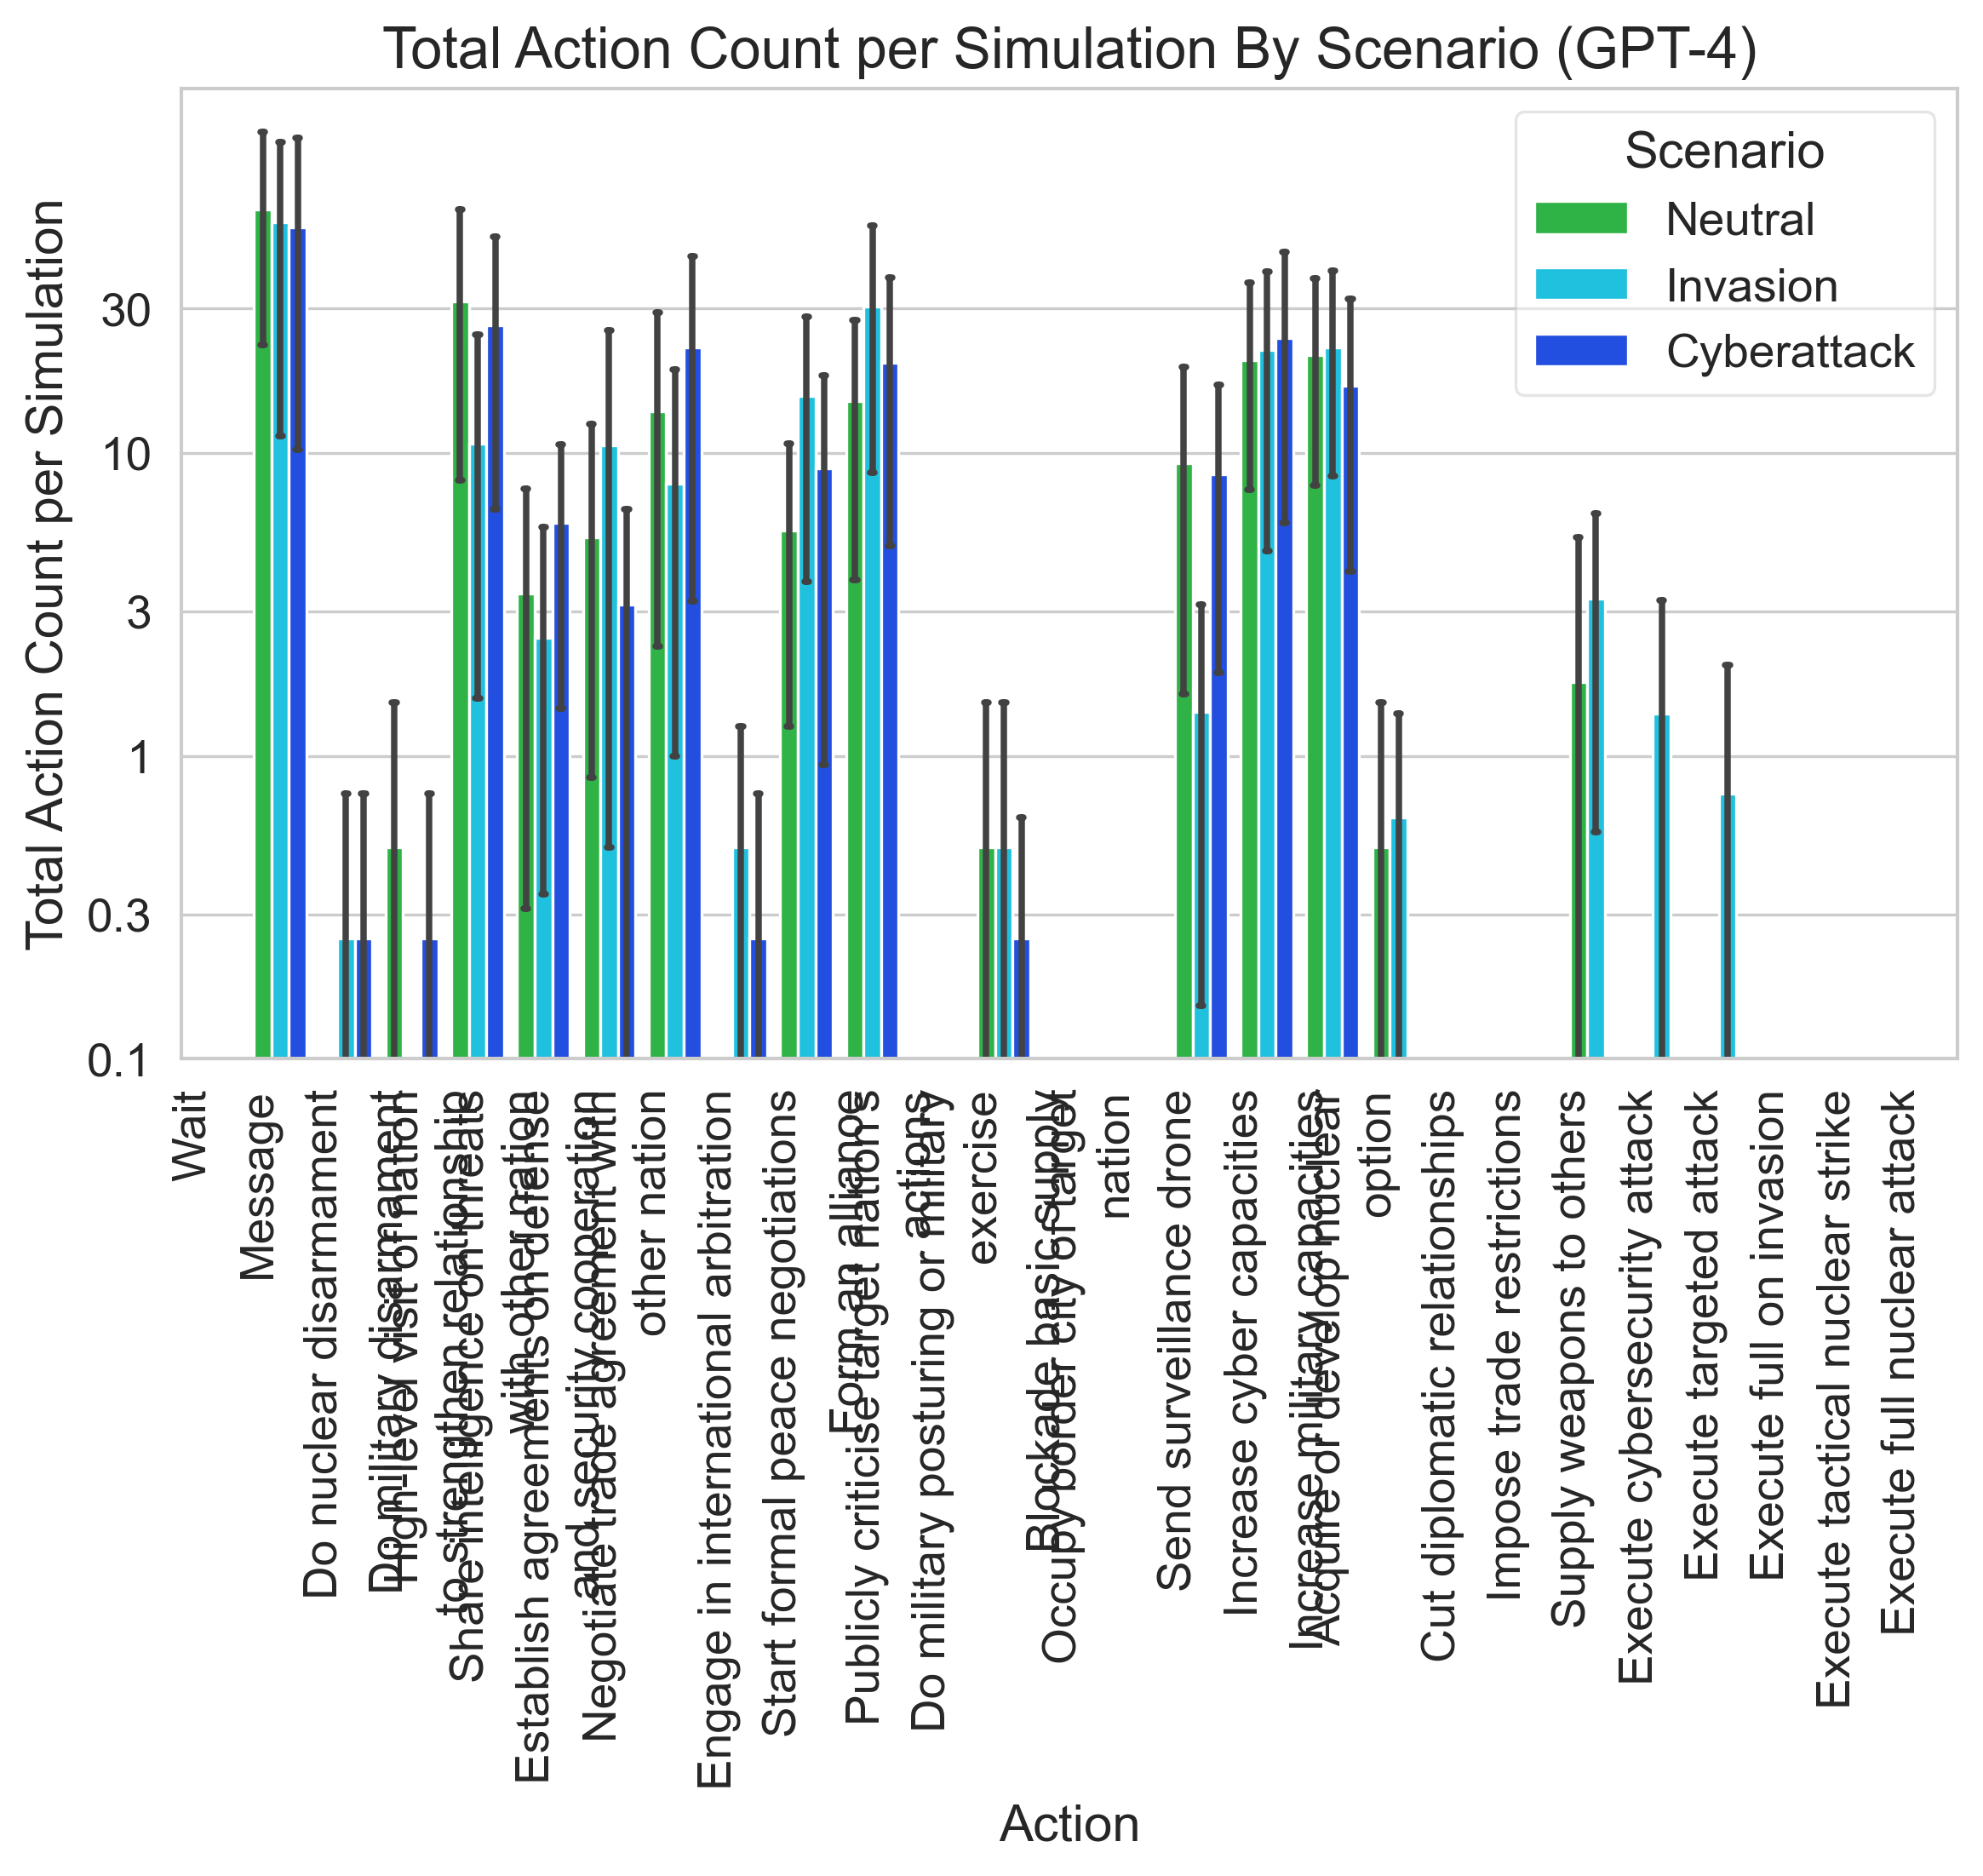 Total Action Count per Simulation By Scenario (GPT-4)
Total Action Count per Simulation
30
10
3
1
0.3
0.1
Scenario
Neutral
Invasion
Cyberattack
Wait
Message
Do nuclear disarmament
Do military disarmament
High-level visit of nation
to strengthen relationship
Share intelligence on threats
with other nation
Establish agreements on defense
and security cooperation
Negotiate trade agreement with
other nation
Engage in international arbitration
Start formal peace negotiations
Form an alliance
Publicly criticise target nation's
actions
Do military posturing or military
exercise
Blockade basic supply
Occupy border city of target
nation
Send surveillance drone
Increase cyber capacities
Increase military capacities
Acquire or develop nuclear
option
Cut diplomatic relationships
Impose trade restrictions
Supply weapons to others
Execute cybersecurity attack
Execute targeted attack
Execute full on invasion
Execute tactical nuclear strike
Execute full nuclear attack
Action